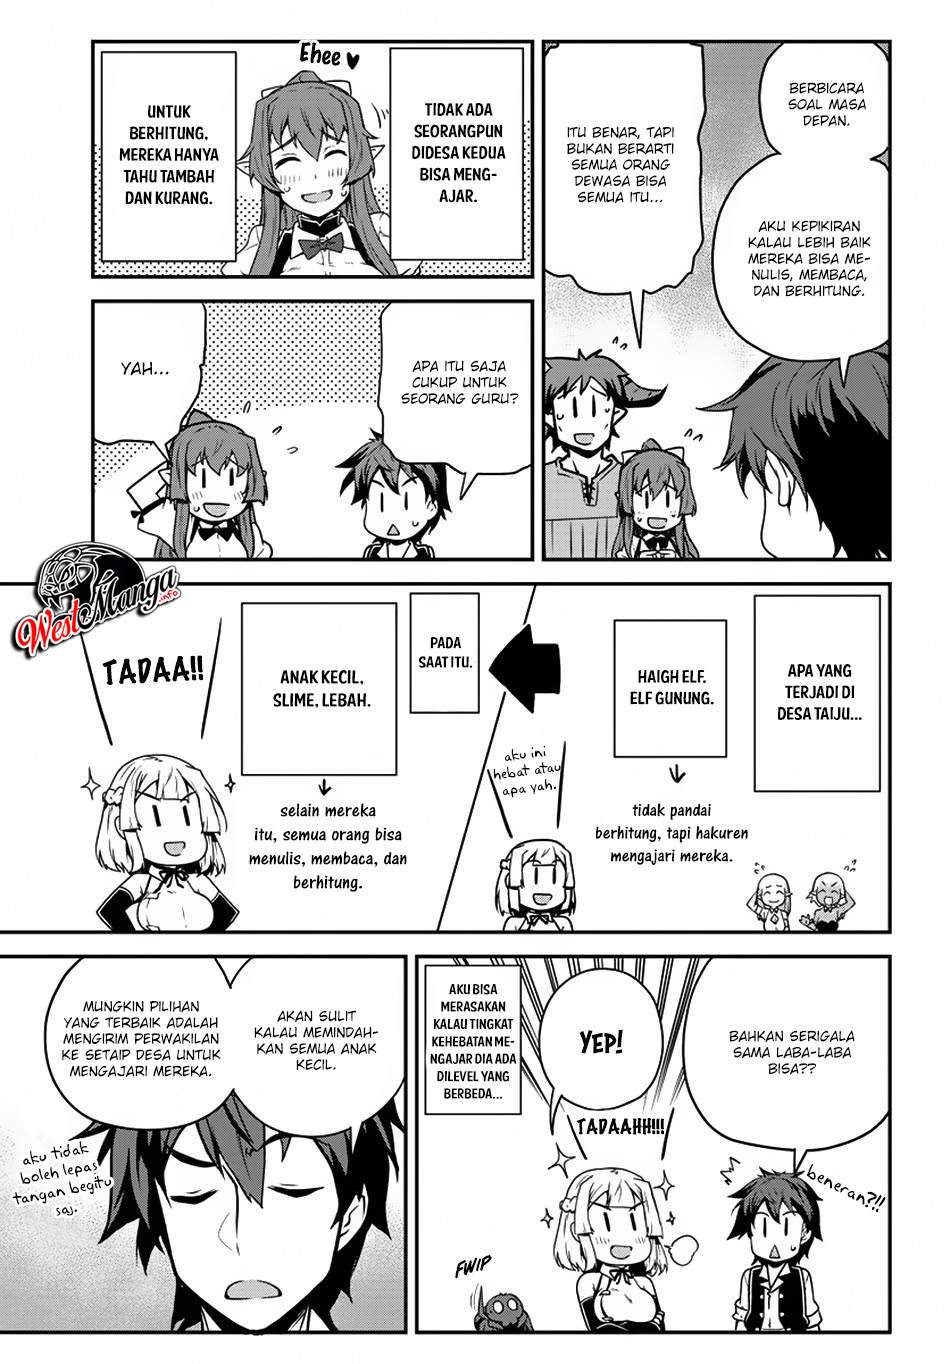 BERBICARA
SOAL MASA
DEPAN.
AKU KEPIKIRAN
KALAU LEBIH BAIK
MEREKA BISA ME-
NULIS, MEMBACA,
DAN BERHITUNG.
ITU BENAR, TAPI
BUKAN BERARTI
SEMUA ORANG
DEWASA BISA
SEMUA ITU...
TIDAK ADA
SEORANGPUN
DIDESA KEDUA
BISA MENG-
AJAR.
Ehee ♥
UNTUK
BERHITUNG,
MEREKA HANYA
TAHU TAMBAH
DAN KURANG.
APA ITU SAJA
CUKUP UNTUK
SEORANG GURU?
YAH...
WestManga
.info
APA YANG
TERJADI DI
DESA TAIJU...
HAIGH ELF.
ELF GUNUNG.
tidak pandai
berhitung, tapi hakuren
mengajari mereka.
aku ini
hebat atau
apa yah.
PADA
SAAT ITU.
ANAK KECIL,
SLIME, LEBAH.
selain mereka
itu, semua orang bisa
menulis, membaca, dan
berhitung.
TADAA!!
BAHKAN SERIGALA
SAMA LABA-LABA
BISA??
beneran?!!
YEP!
TADAAHH!!!
AKU BISA
MERASAKAN
KALAU TINGKAT
KEHEBATAN ME-
NGAJAR DIA ADA
DILEVEL YANG
BERBEDA...
FWIP
AKAN SULIT
KALAU MEMINDAH-
KAN SEMUA ANAK
KECIL.
MUNGKIN PILIHAN
YANG TERBAIK ADALAH
MENGIRIM PERWAKILAN
KE SETAIP DESA UNTUK
MENGAJARI MEREKA.
aku tidak
boleh lepas
tangan begitu
saj.